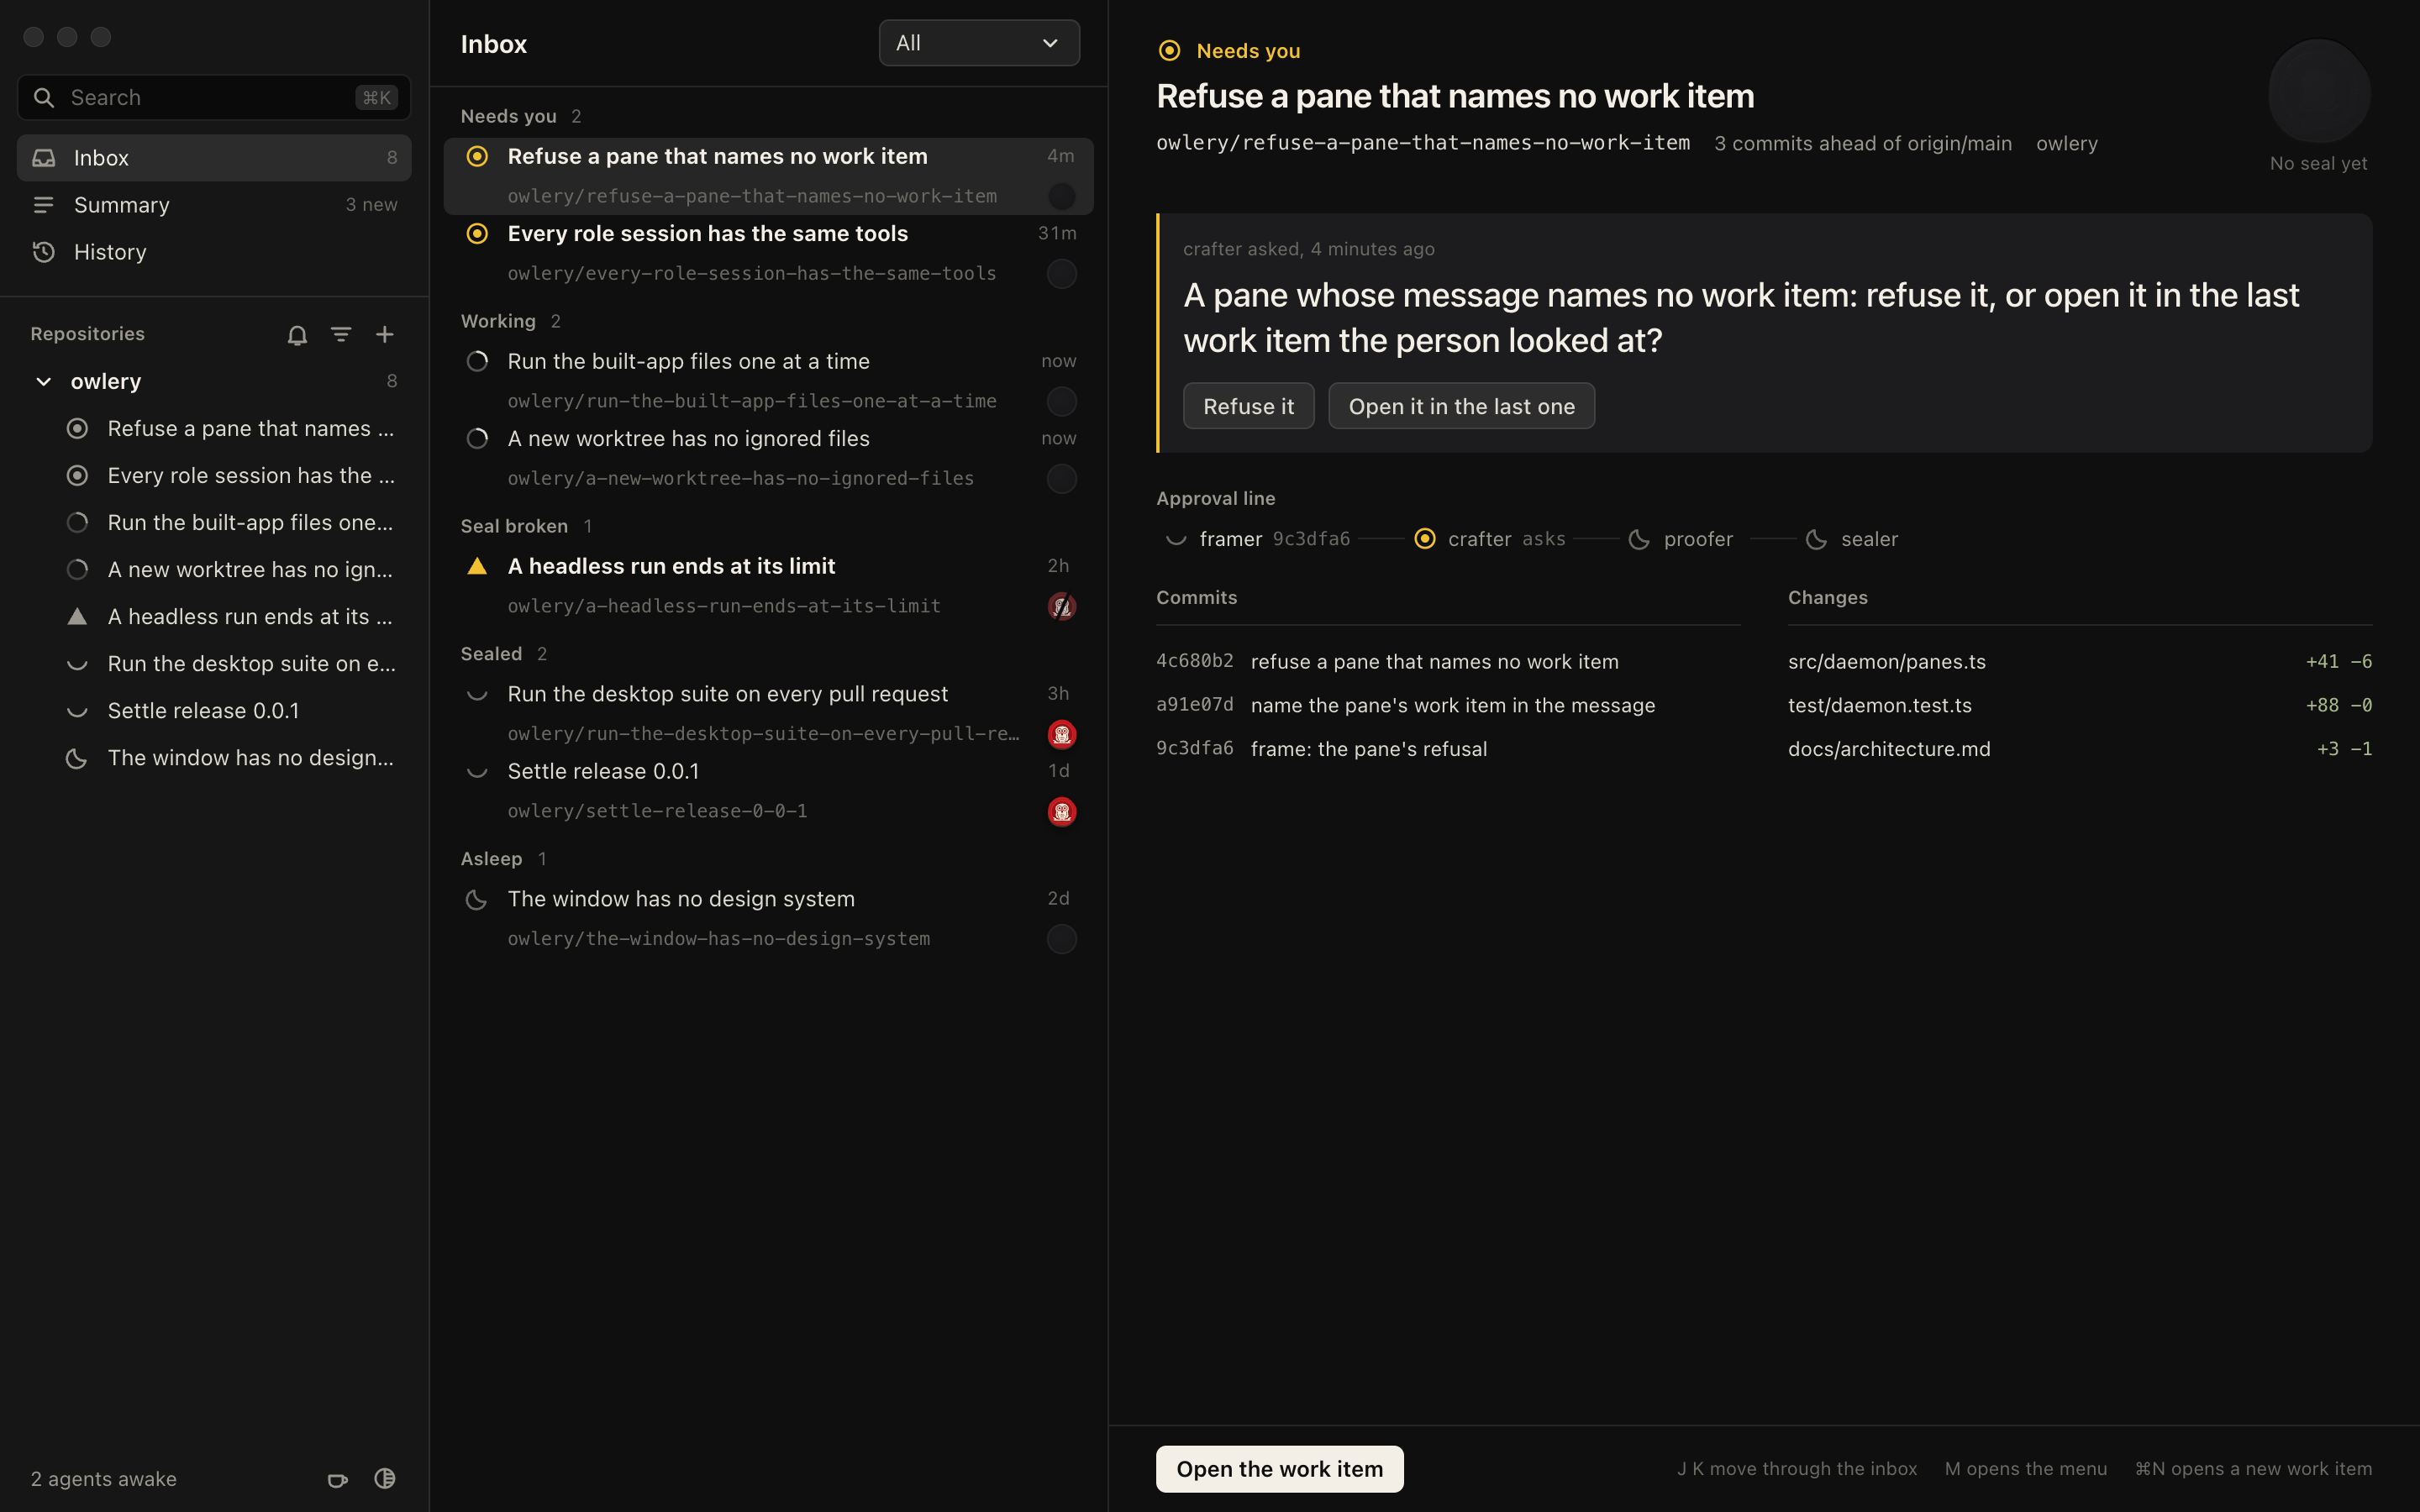 Search ⌘K
Inbox 8
Summary 3 new
History
Repositories
owlery 8
Refuse a pane that names ...
Every role session has the ...
Run the built-app files one...
A new worktree has no ign...
A headless run ends at its ...
Run the desktop suite on e...
Settle release 0.0.1
The window has no design...
2 agents awake
Inbox
All
Needs you 2
Refuse a pane that names no work item 4m
owlery/refuse-a-pane-that-names-no-work-item
Every role session has the same tools 31m
owlery/every-role-session-has-the-same-tools
Working 2
Run the built-app files one at a time now
owlery/run-the-built-app-files-one-at-a-time
A new worktree has no ignored files now
owlery/a-new-worktree-has-no-ignored-files
Seal broken 1
A headless run ends at its limit 2h
owlery/a-headless-run-ends-at-its-limit
Sealed 2
Run the desktop suite on every pull request 3h
owlery/run-the-desktop-suite-on-every-pull-re…
Settle release 0.0.1 1d
owlery/settle-release-0-0-1
Asleep 1
The window has no design system 2d
owlery/the-window-has-no-design-system
Needs you
Refuse a pane that names no work item
owlery/refuse-a-pane-that-names-no-work-item 3 commits ahead of origin/main owlery
No seal yet
crafter asked, 4 minutes ago
A pane whose message names no work item: refuse it, or open it in the last
work item the person looked at?
Refuse it Open it in the last one
Approval line
framer 9c3dfa6 crafter asks proofer sealer
Commits
4c680b2 refuse a pane that names no work item
a91e07d name the pane's work item in the message
9c3dfa6 frame: the pane's refusal
Changes
src/daemon/panes.ts +41 −6
test/daemon.test.ts +88 −0
docs/architecture.md +3 −1
Open the work item
J K move through the inbox M opens the menu ⌘N opens a new work item